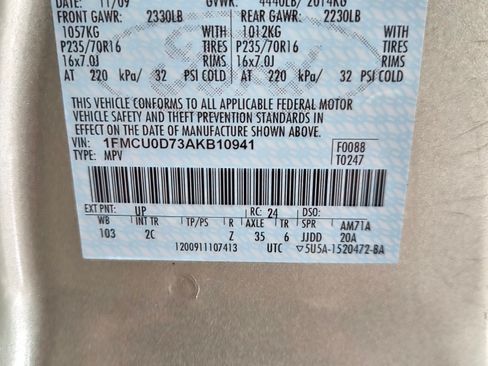 DATE: 11/09 GVWR: 4440LB/ 2014KG
FRONT GAWR: 2330LB REAR GAWR: 2230LB
1057KG WITH 1012KG WITH
P235/70R16 TIRES P235/70R16 TIRES
16x7.0J RIMS 16x7.0J RIMS
AT 220 kPa/ 32 PSI COLD AT 220 kPa/ 32 PSI COLD
THIS VEHICLE CONFORMS TO ALL APPLICABLE FEDERAL MOTOR
VEHICLE SAFETY AND THEFT PREVENTION STANDARDS IN
EFFECT ON THE DATE OF MANUFACTURE SHOWN ABOVE.
VIN: 1FMCU0D73AKB10941 F0088
TYPE: MPV T0247
EXT PNT: UP RC: 24 DSO:
WB INT TR TP/PS R AXLE TR SPR AM71A
103 2C Z 35 6 JJDD 20A
1200911107413 UTC ▽5U5A-1520472-BA